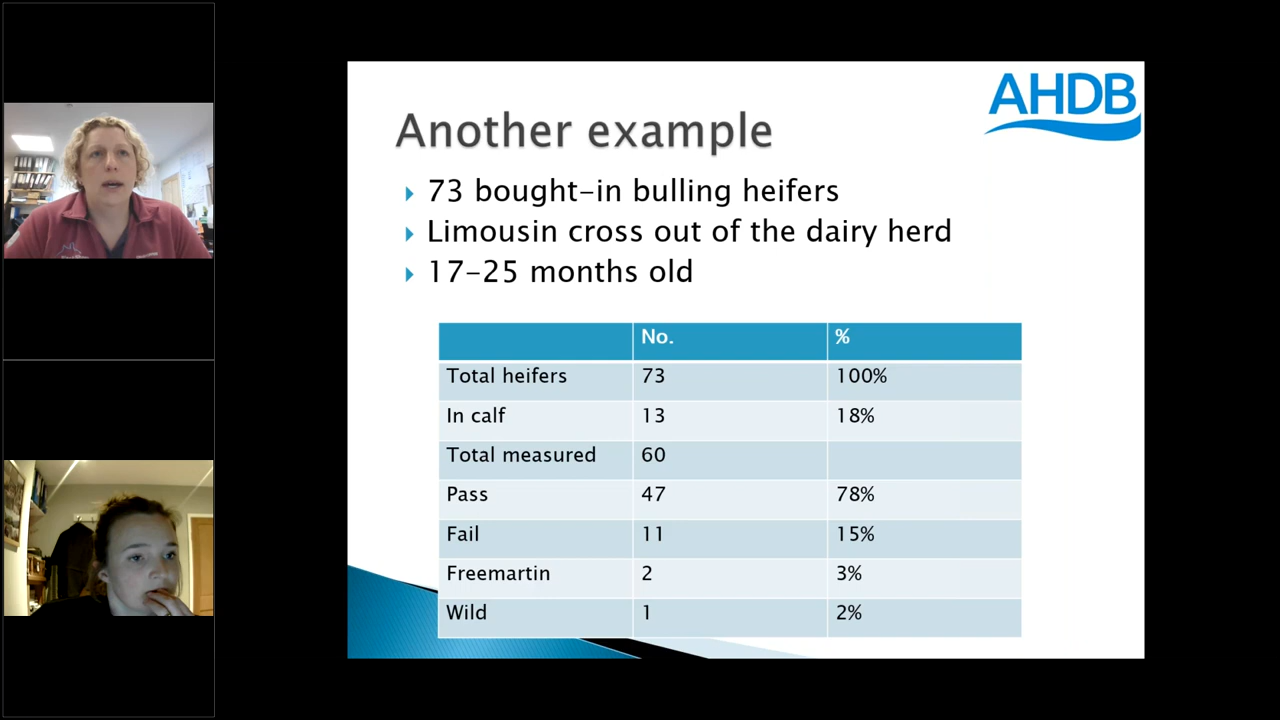 AHDB
Another example
73 bought-in bulling heifers
Limousin cross out of the dairy herd
17-25 months old
No. %
Total heifers 73 100%
In calf 13 18%
Total measured 60
Pass 47 78%
Fail 11 15%
Freemartin 2 3%
Wild 1 2%